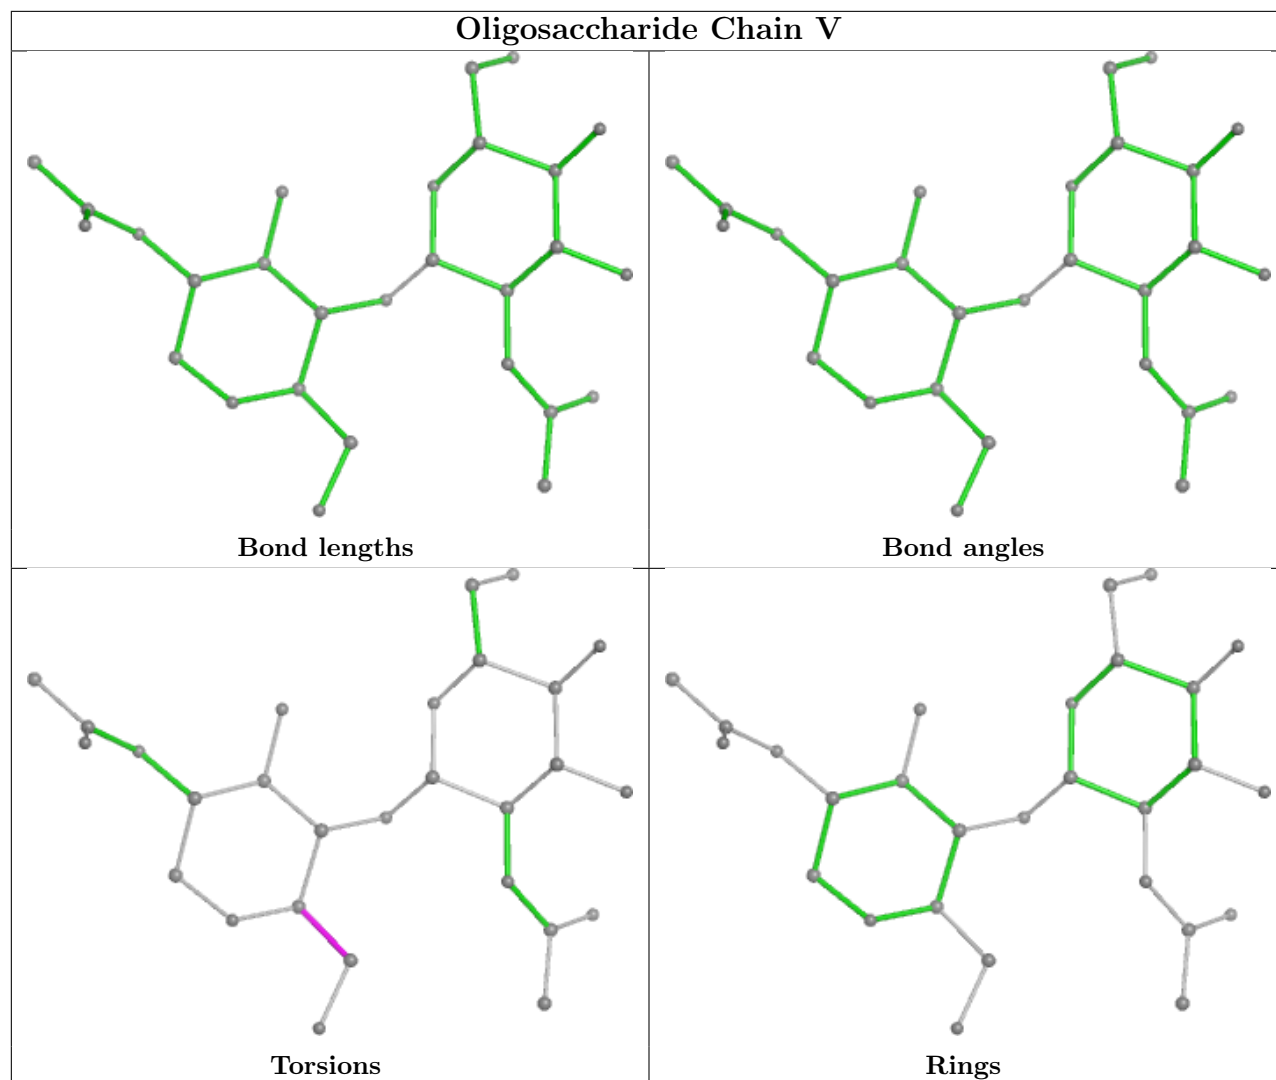 Oligosaccharide Chain V
Bond lengths
Bond angles
Torsions
Rings